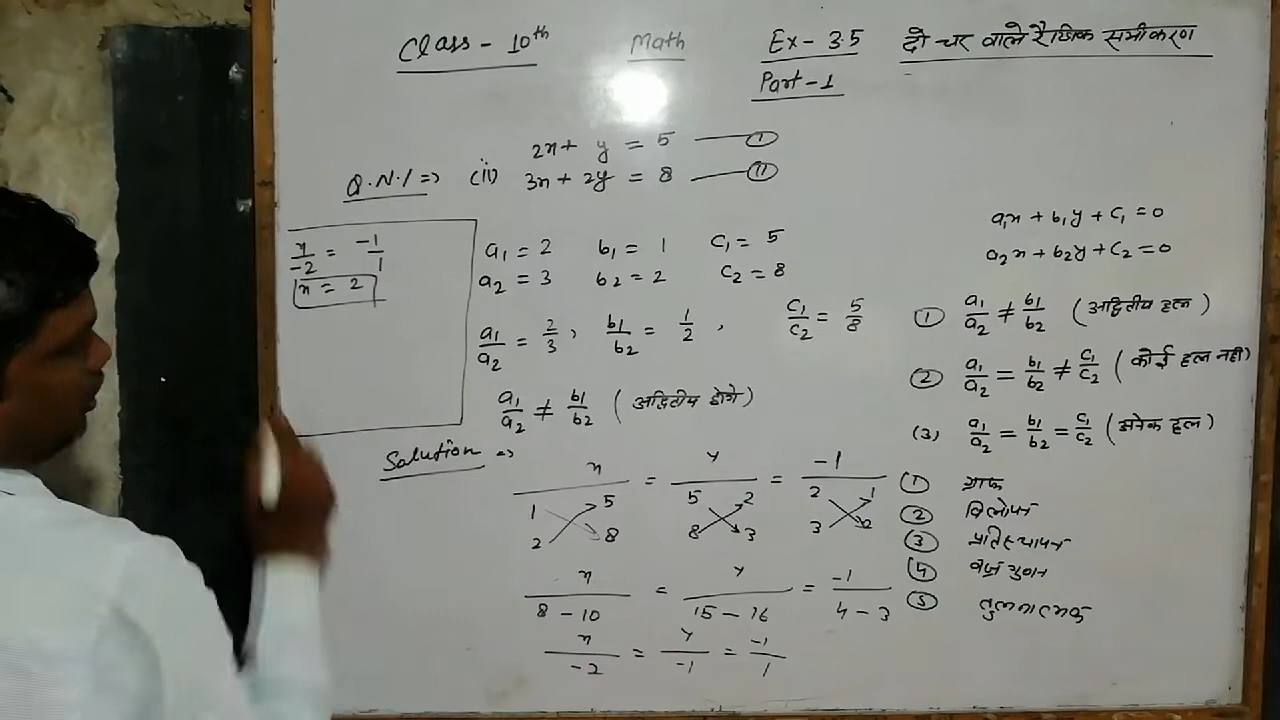 Class - 10th Math Ex - 3.5 दो चर वाले रैखिक समीकरण
Part - 1
2x + y = 5 —— (I)
Q.N.1 => (ii) 3x + 2y = 8 —— (II)
a₁x + b₁y + c₁ = 0
a₂x + b₂y + c₂ = 0
x/-2 = -1/1
x = 2
a₁ = 2 b₁ = 1 c₁ = 5
a₂ = 3 b₂ = 2 c₂ = 8
a₁/a₂ = 2/3 , b₁/b₂ = 1/2 , c₁/c₂ = 5/8
a₁/a₂ ≠ b₁/b₂ (अद्वितीय होगे)
① a₁/a₂ ≠ b₁/b₂ (अद्वितीय हल)
② a₁/a₂ = b₁/b₂ ≠ c₁/c₂ (कोई हल नहीं)
(3) a₁/a₂ = b₁/b₂ = c₁/c₂ (अनेक हल)
Solution =>
x = y = -1
1 5 5 2 2 1
2 8 8 3 3 2
x/(8 - 10) = y/(15 - 16) = -1/(4 - 3)
x/-2 = y/-1 = -1/1
① ग्राफ
② विलोपन
③ प्रतिस्थापन
④ वज्र गुणन
⑤ तुलनात्मक